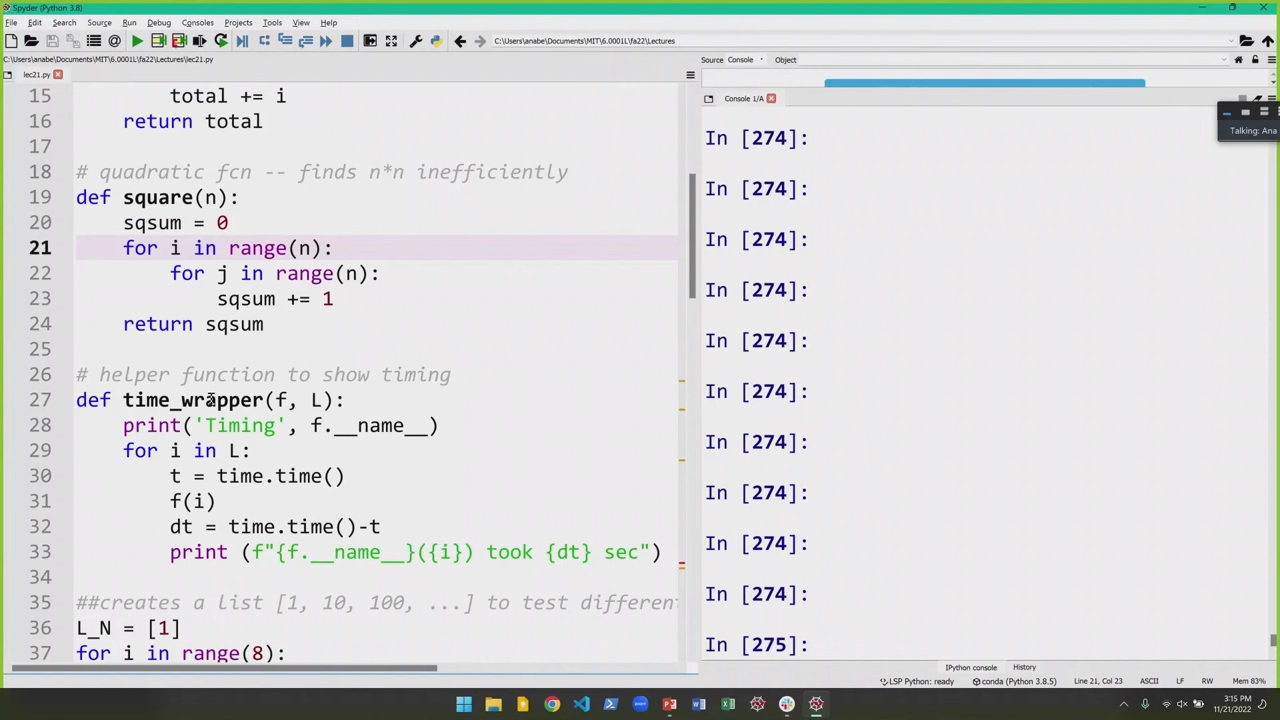 Spyder (Python 3.8)
File Edit Search Source Run Debug Consoles Projects Tools View Help
C:\Users\anabe\Documents\MIT\6.0001L\fa22\Lectures
C:\Users\anabe\Documents\MIT\6.0001L\fa22\Lectures\lec21.py
Source Console Object
lec21.py
Console 1/A
15 total += i
16 return total
17
18 # quadratic fcn -- finds n*n inefficiently
19 def square(n):
20 sqsum = 0
21 for i in range(n):
22 for j in range(n):
23 sqsum += 1
24 return sqsum
25
26 # helper function to show timing
27 def time_wrapper(f, L):
28 print('Timing', f.__name__)
29 for i in L:
30 t = time.time()
31 f(i)
32 dt = time.time()-t
33 print (f"{f.__name__}({i}) took {dt} sec")
34
35 ##creates a list [1, 10, 100, ...] to test differen
36 L_N = [1]
37 for i in range(8):
Talking: Ana
In [274]:
In [274]:
In [274]:
In [274]:
In [274]:
In [274]:
In [274]:
In [274]:
In [274]:
In [274]:
In [275]:
IPython console History
LSP Python: ready conda (Python 3.8.5) Line 21, Col 23 ASCII LF RW Mem 83%
3:15 PM
11/21/2022